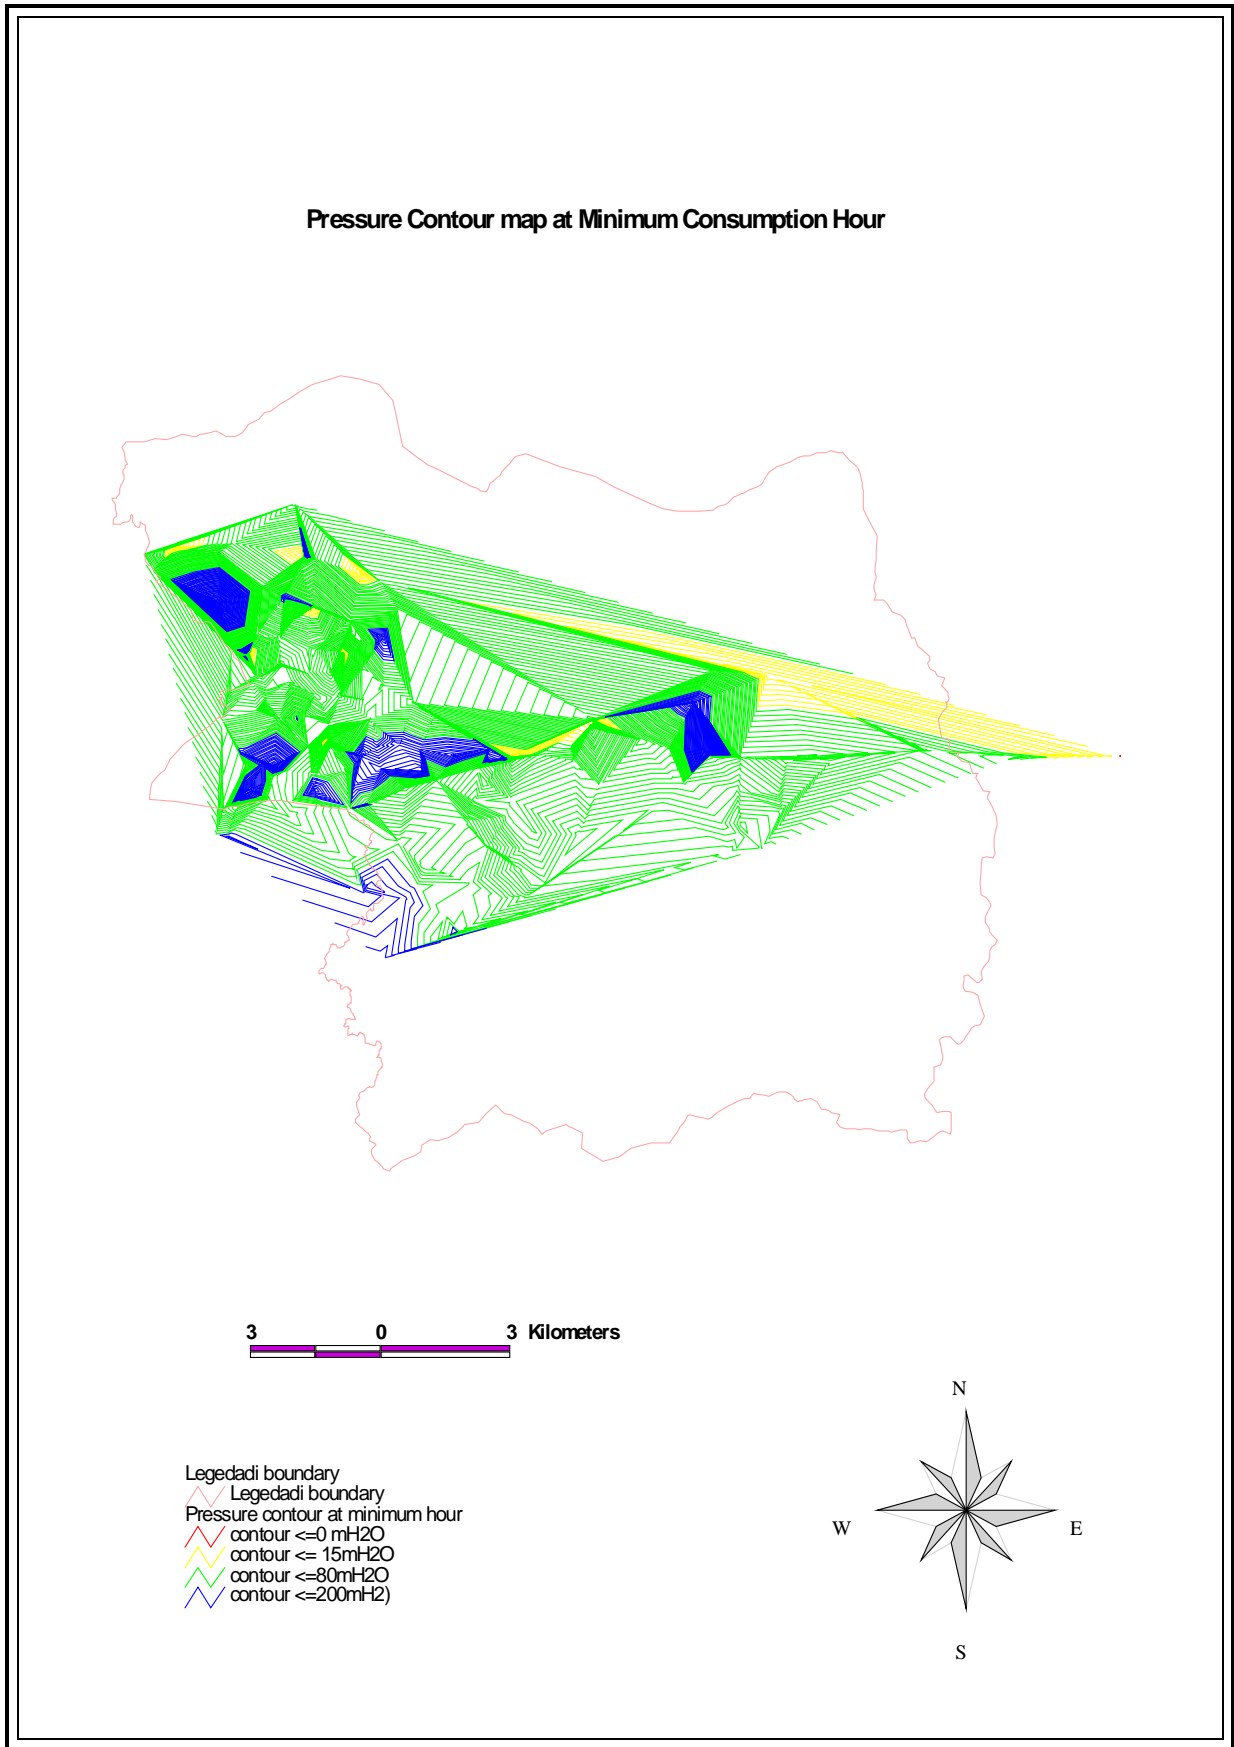 Pressure Contour map at Minimum Consumption Hour
3 0 3 Kilometers
N
W E
S
Legedadi boundary
Legedadi boundary
Pressure contour at minimum hour
contour <=0 mH2O
contour <= 15mH2O
contour <=80mH2O
contour <=200mH2)